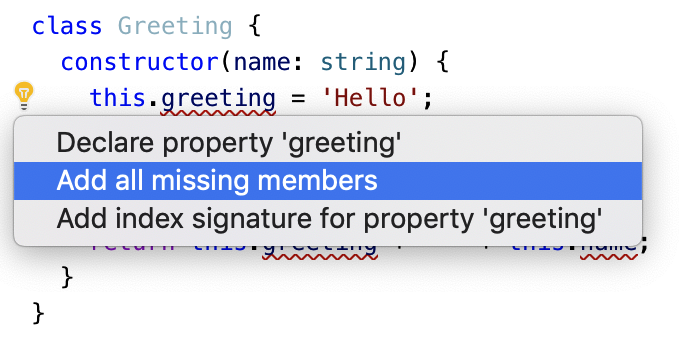 class Greeting {
constructor(name: string) {
this.greeting = 'Hello';
Declare property 'greeting'
Add all missing members
Add index signature for property 'greeting'
return this.greeting + this.name;
}
}